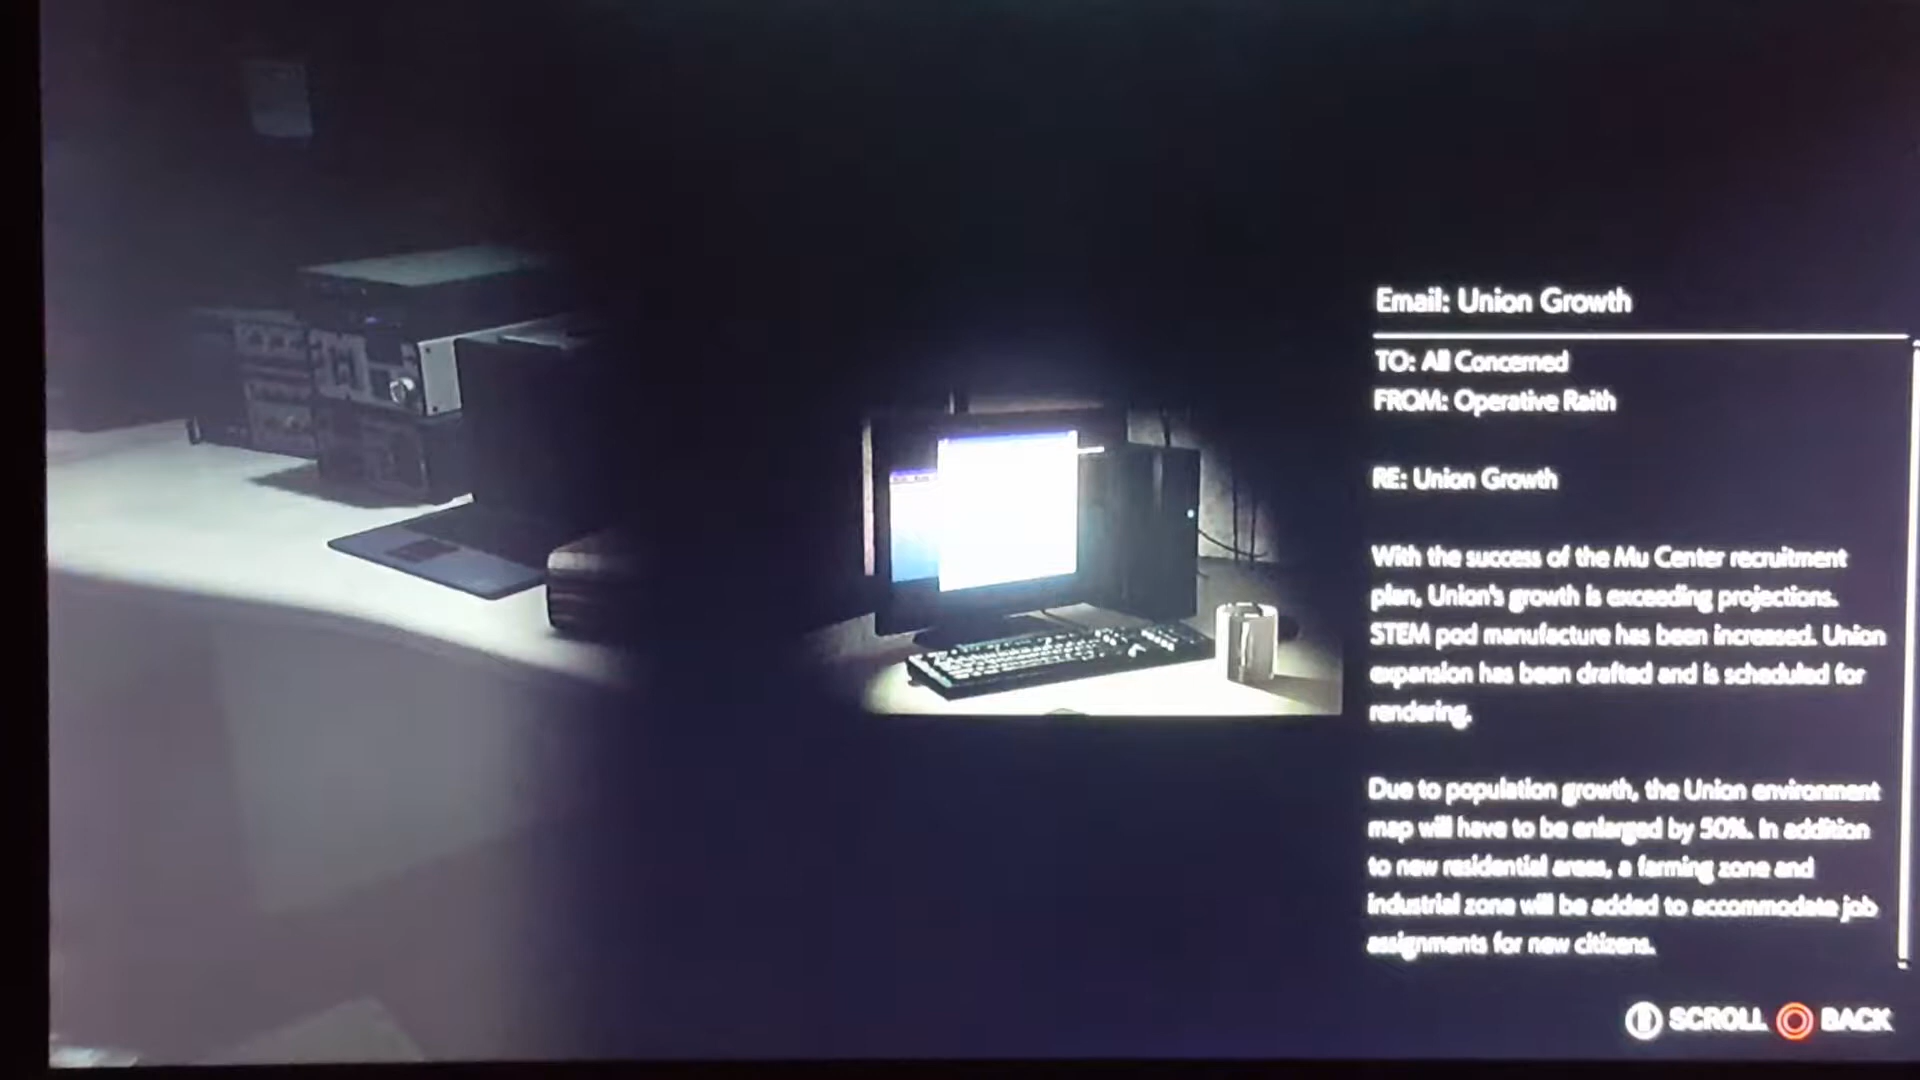 Email: Union Growth
TO: All Concerned
FROM: Operative Raith
RE: Union Growth
With the success of the Mu Center recruitment
plan, Union's growth is exceeding projections.
STEM pod manufacture has been increased. Union
expansion has been drafted and is scheduled for
rendering.
Due to population growth, the Union environment
map will have to be enlarged by 50%. In addition
to new residential areas, a farming zone and
industrial zone will be added to accommodate job
assignments for new citizens.
SCROLL BACK